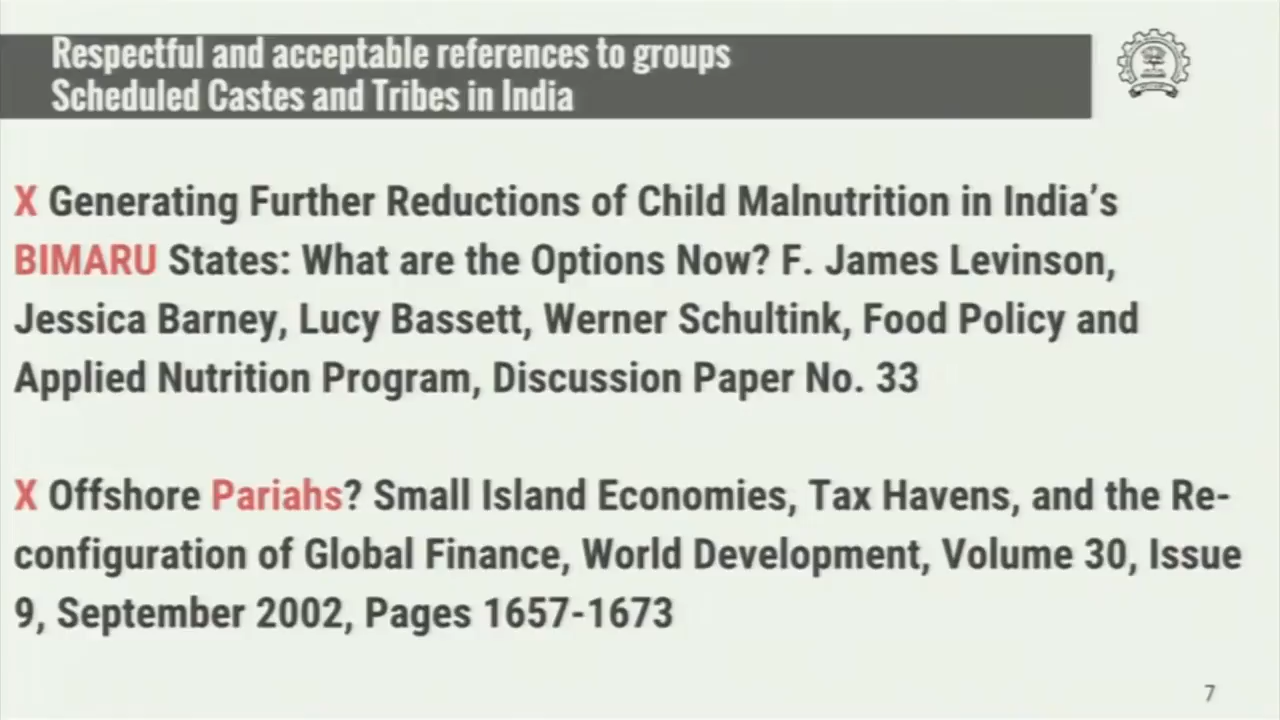 Respectful and acceptable references to groups
Scheduled Castes and Tribes in India
X Generating Further Reductions of Child Malnutrition in India’s
BIMARU States: What are the Options Now? F. James Levinson,
Jessica Barney, Lucy Bassett, Werner Schultink, Food Policy and
Applied Nutrition Program, Discussion Paper No. 33
X Offshore Pariahs? Small Island Economies, Tax Havens, and the Re-
configuration of Global Finance, World Development, Volume 30, Issue
9, September 2002, Pages 1657-1673
7